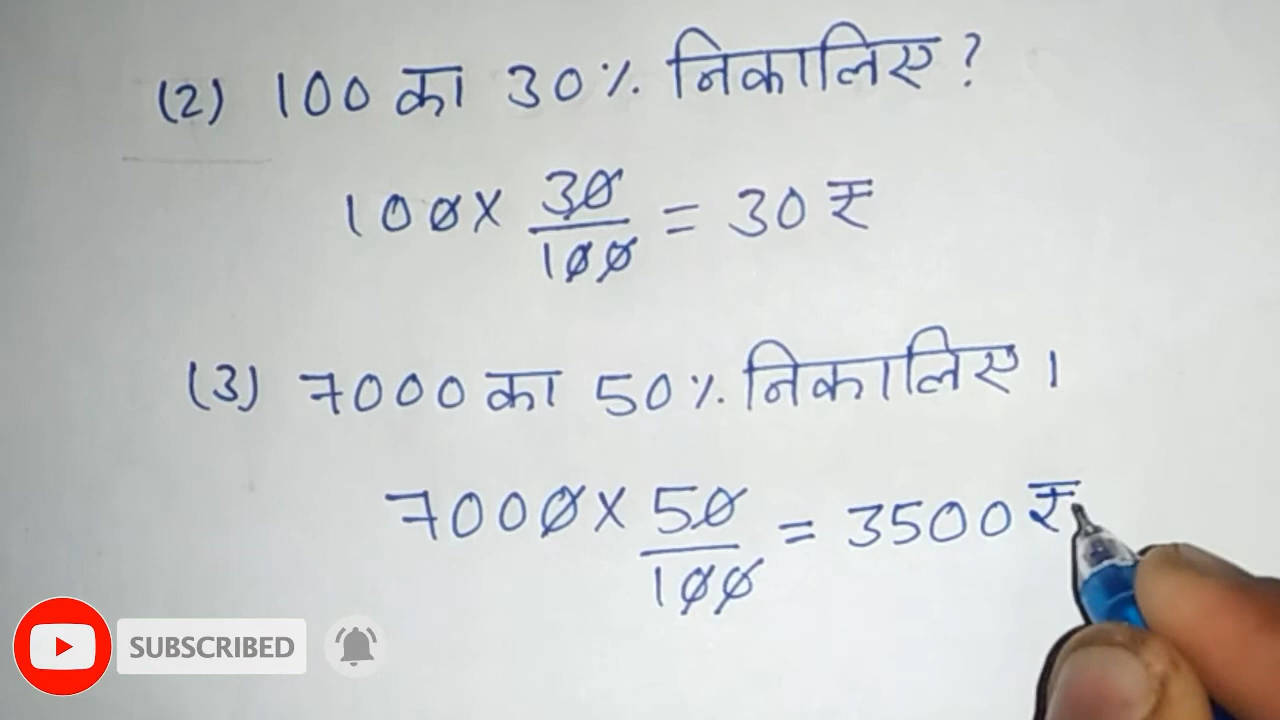 (2) 100 का 30% निकालिए?
100 × 30/100 = 30 ₹
(3) 7000 का 50% निकालिए।
7000 × 50/100 = 3500 ₹
SUBSCRIBED